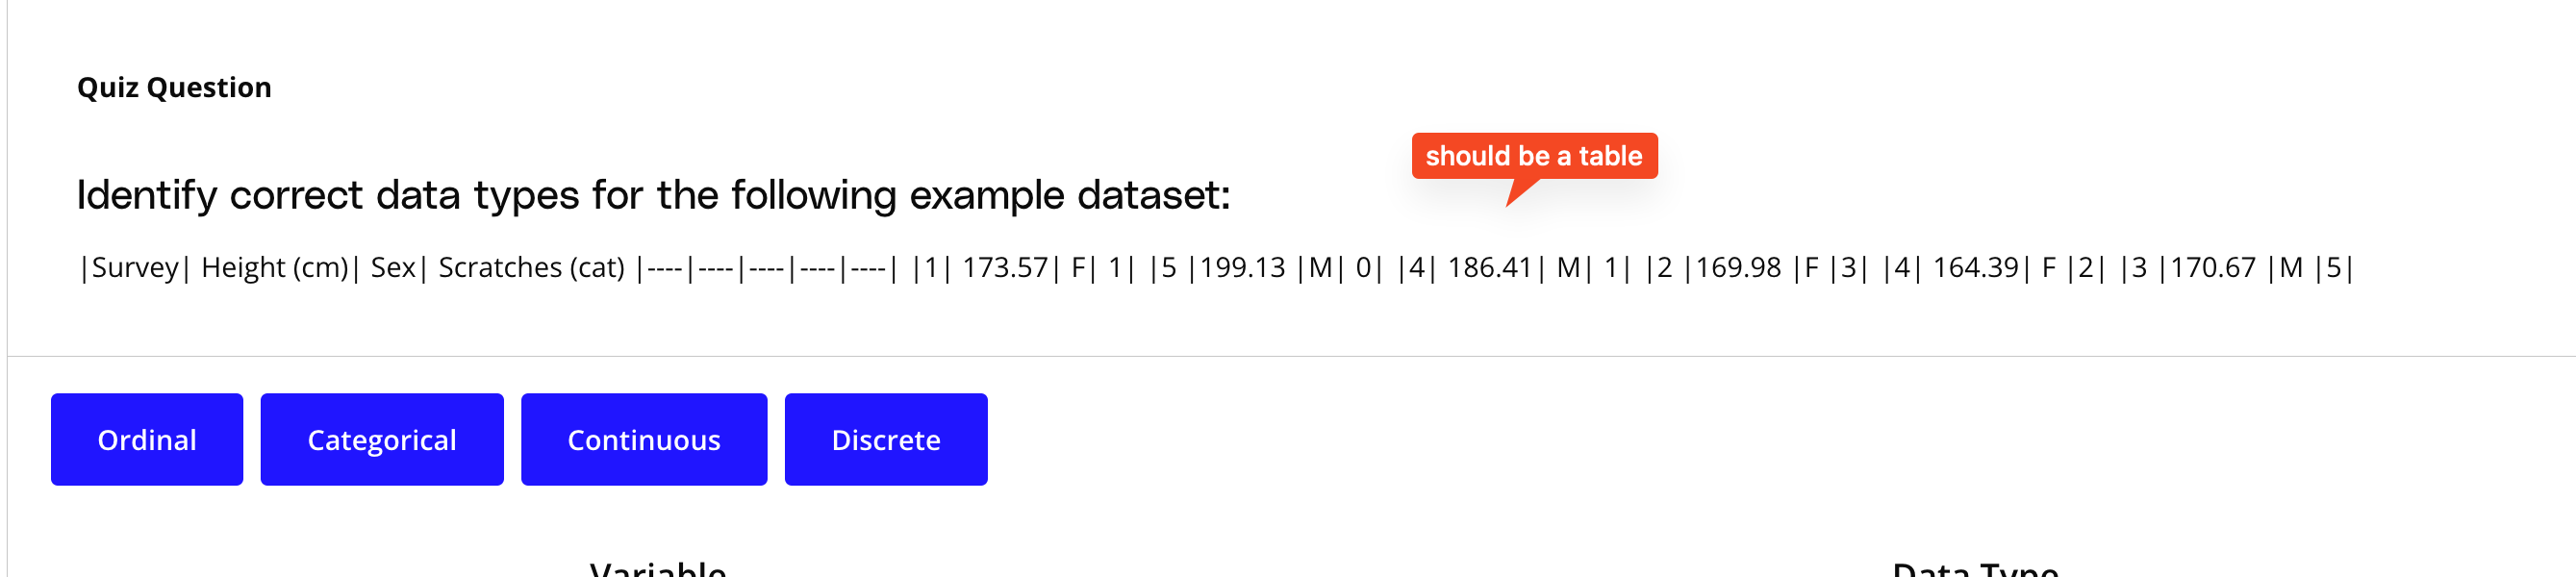 Quiz Question
should be a table
Identify correct data types for the following example dataset:
|Survey| Height (cm)| Sex| Scratches (cat) |----|----|----|----|----| |1| 173.57| F| 1| |5 |199.13 |M| 0| |4| 186.41| M| 1| |2 |169.98 |F |3| |4| 164.39| F |2| |3 |170.67 |M |5|
Ordinal
Categorical
Continuous
Discrete
Variable
Data Type